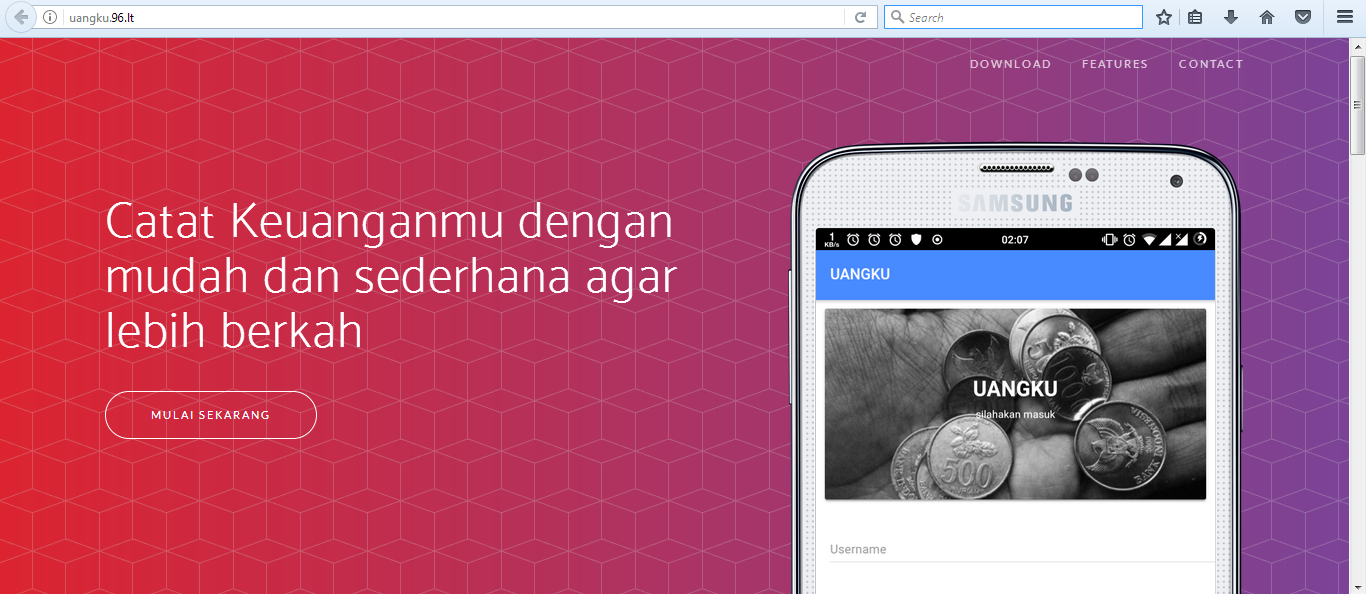 uangku.96.lt
Search
DOWNLOAD FEATURES CONTACT
Catat Keuanganmu dengan
mudah dan sederhana agar
lebih berkah
MULAI SEKARANG
SAMSUNG
1
KB/s
02:07
UANGKU
UANGKU
silahakan masuk
500
100
Username